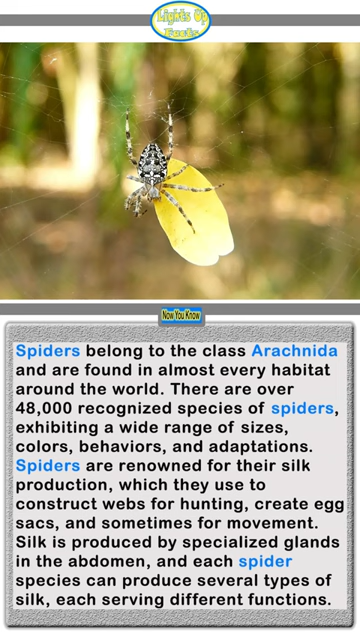 Lights Up
Facts
Now You Know
Spiders belong to the class Arachnida
and are found in almost every habitat
around the world. There are over
48,000 recognized species of spiders,
exhibiting a wide range of sizes,
colors, behaviors, and adaptations.
Spiders are renowned for their silk
production, which they use to
construct webs for hunting, create egg
sacs, and sometimes for movement.
Silk is produced by specialized glands
in the abdomen, and each spider
species can produce several types of
silk, each serving different functions.